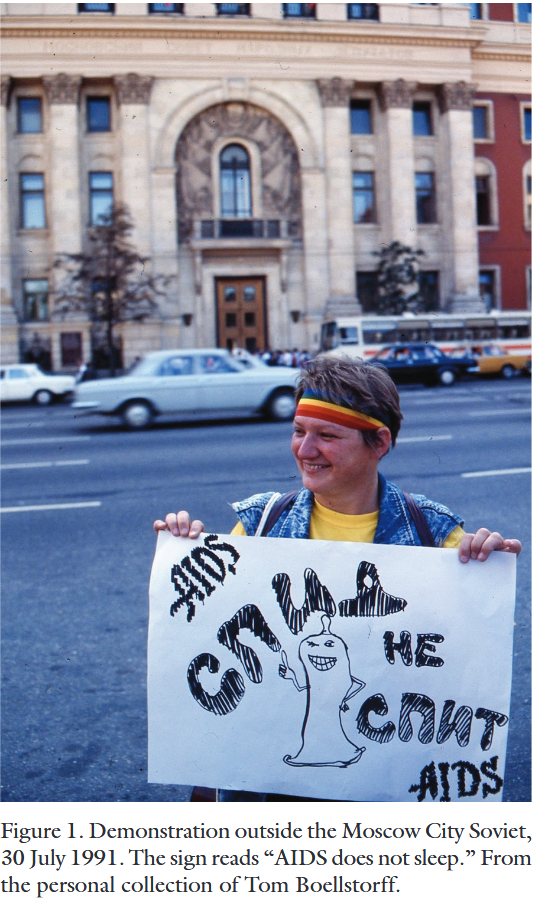 AIDS
СПИД
НЕ
СПИТ
AIDS
Figure 1. Demonstration outside the Moscow City Soviet,
30 July 1991. The sign reads “AIDS does not sleep.” From
the personal collection of Tom Boellstorff.